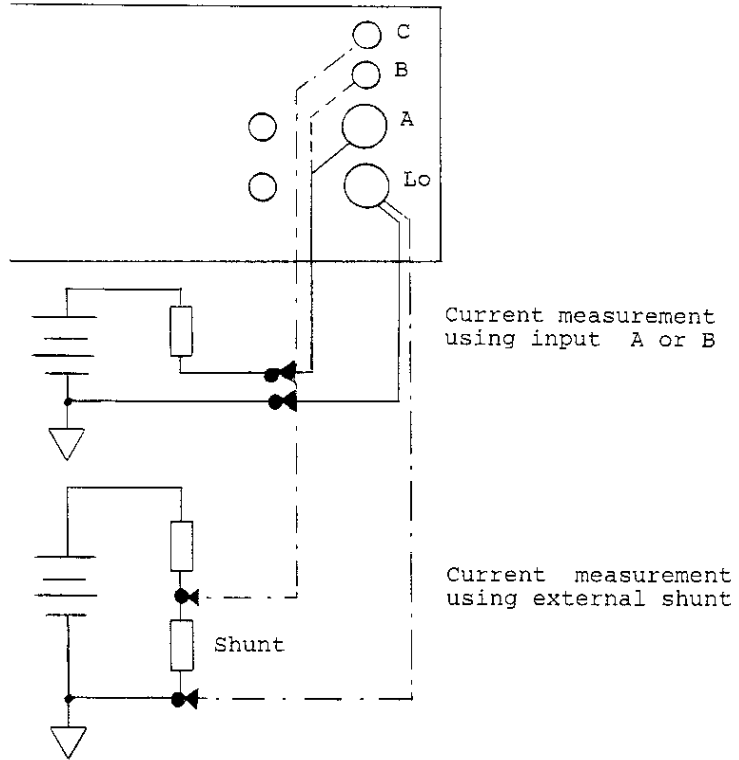 C
B
A
Lo
Current measurement
using input A or B
Current measurement
using external shunt
Shunt